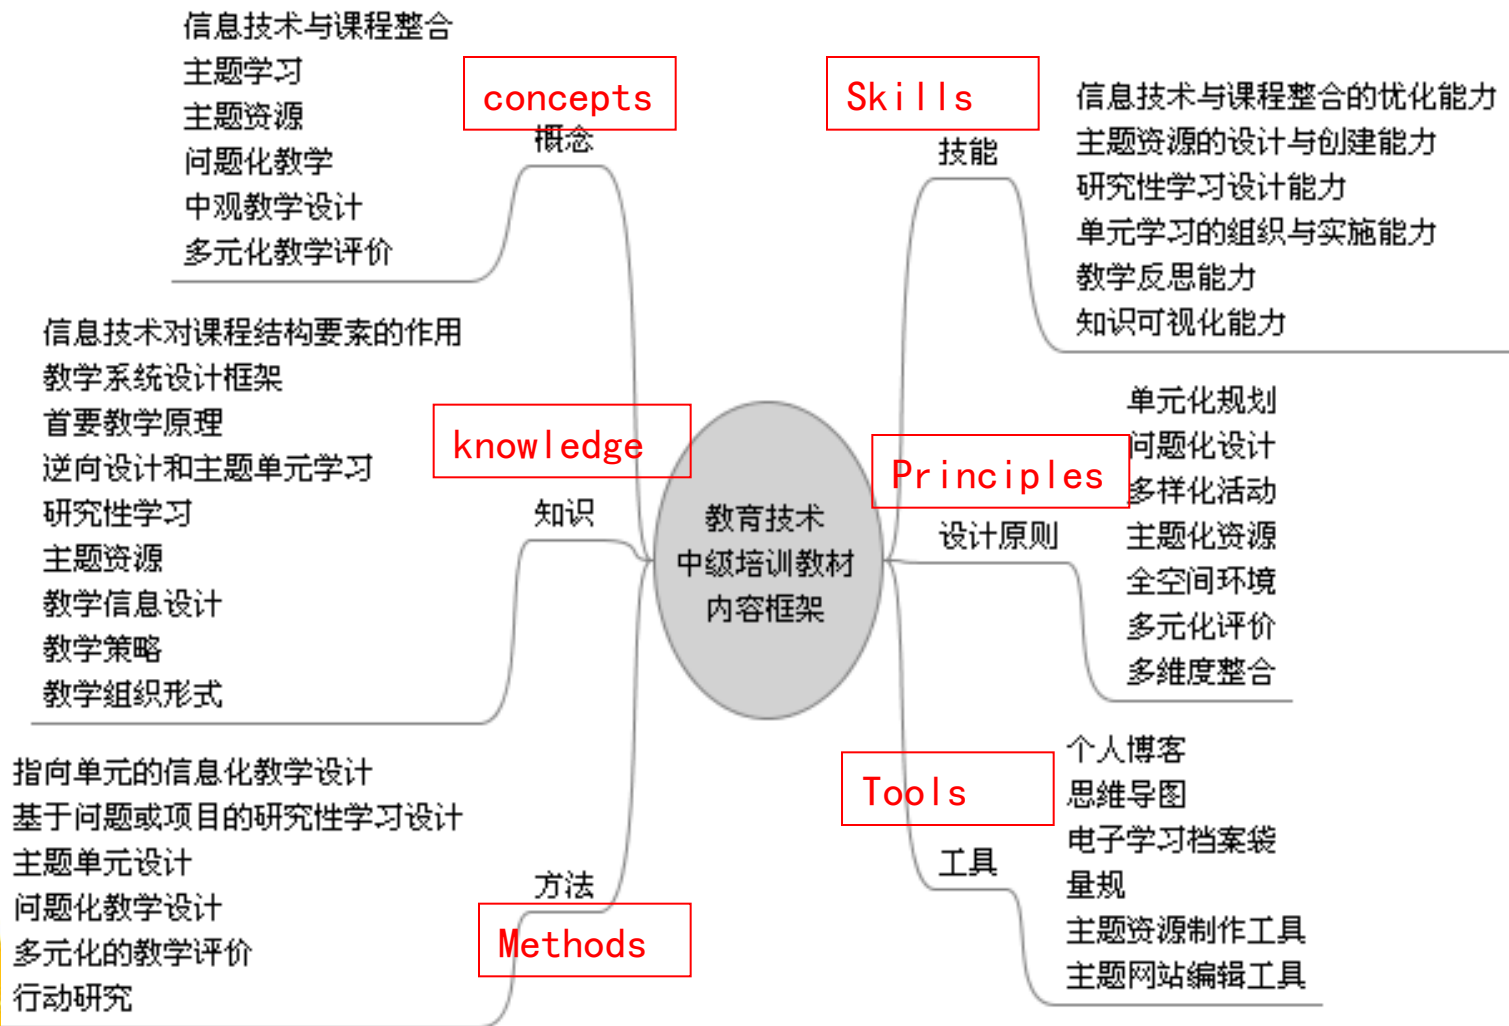 信息技术与课程整合
主题学习
主题资源
问题化教学
中观教学设计
多元化教学评价
concepts
概念
信息技术对课程结构要素的作用
教学系统设计框架
首要教学原理
逆向设计和主题单元学习
研究性学习
主题资源
教学信息设计
教学策略
教学组织形式
knowledge
知识
指向单元的信息化教学设计
基于问题或项目的研究性学习设计
主题单元设计
问题化教学设计
多元化的教学评价
行动研究
方法
Methods
教育技术
中级培训教材
内容框架
Skills
技能
信息技术与课程整合的优化能力
主题资源的设计与创建能力
研究性学习设计能力
单元学习的组织与实施能力
教学反思能力
知识可视化能力
Principles
设计原则
单元化规划
问题化设计
多样化活动
主题化资源
全空间环境
多元化评价
多维度整合
Tools
工具
个人博客
思维导图
电子学习档案袋
量规
主题资源制作工具
主题网站编辑工具